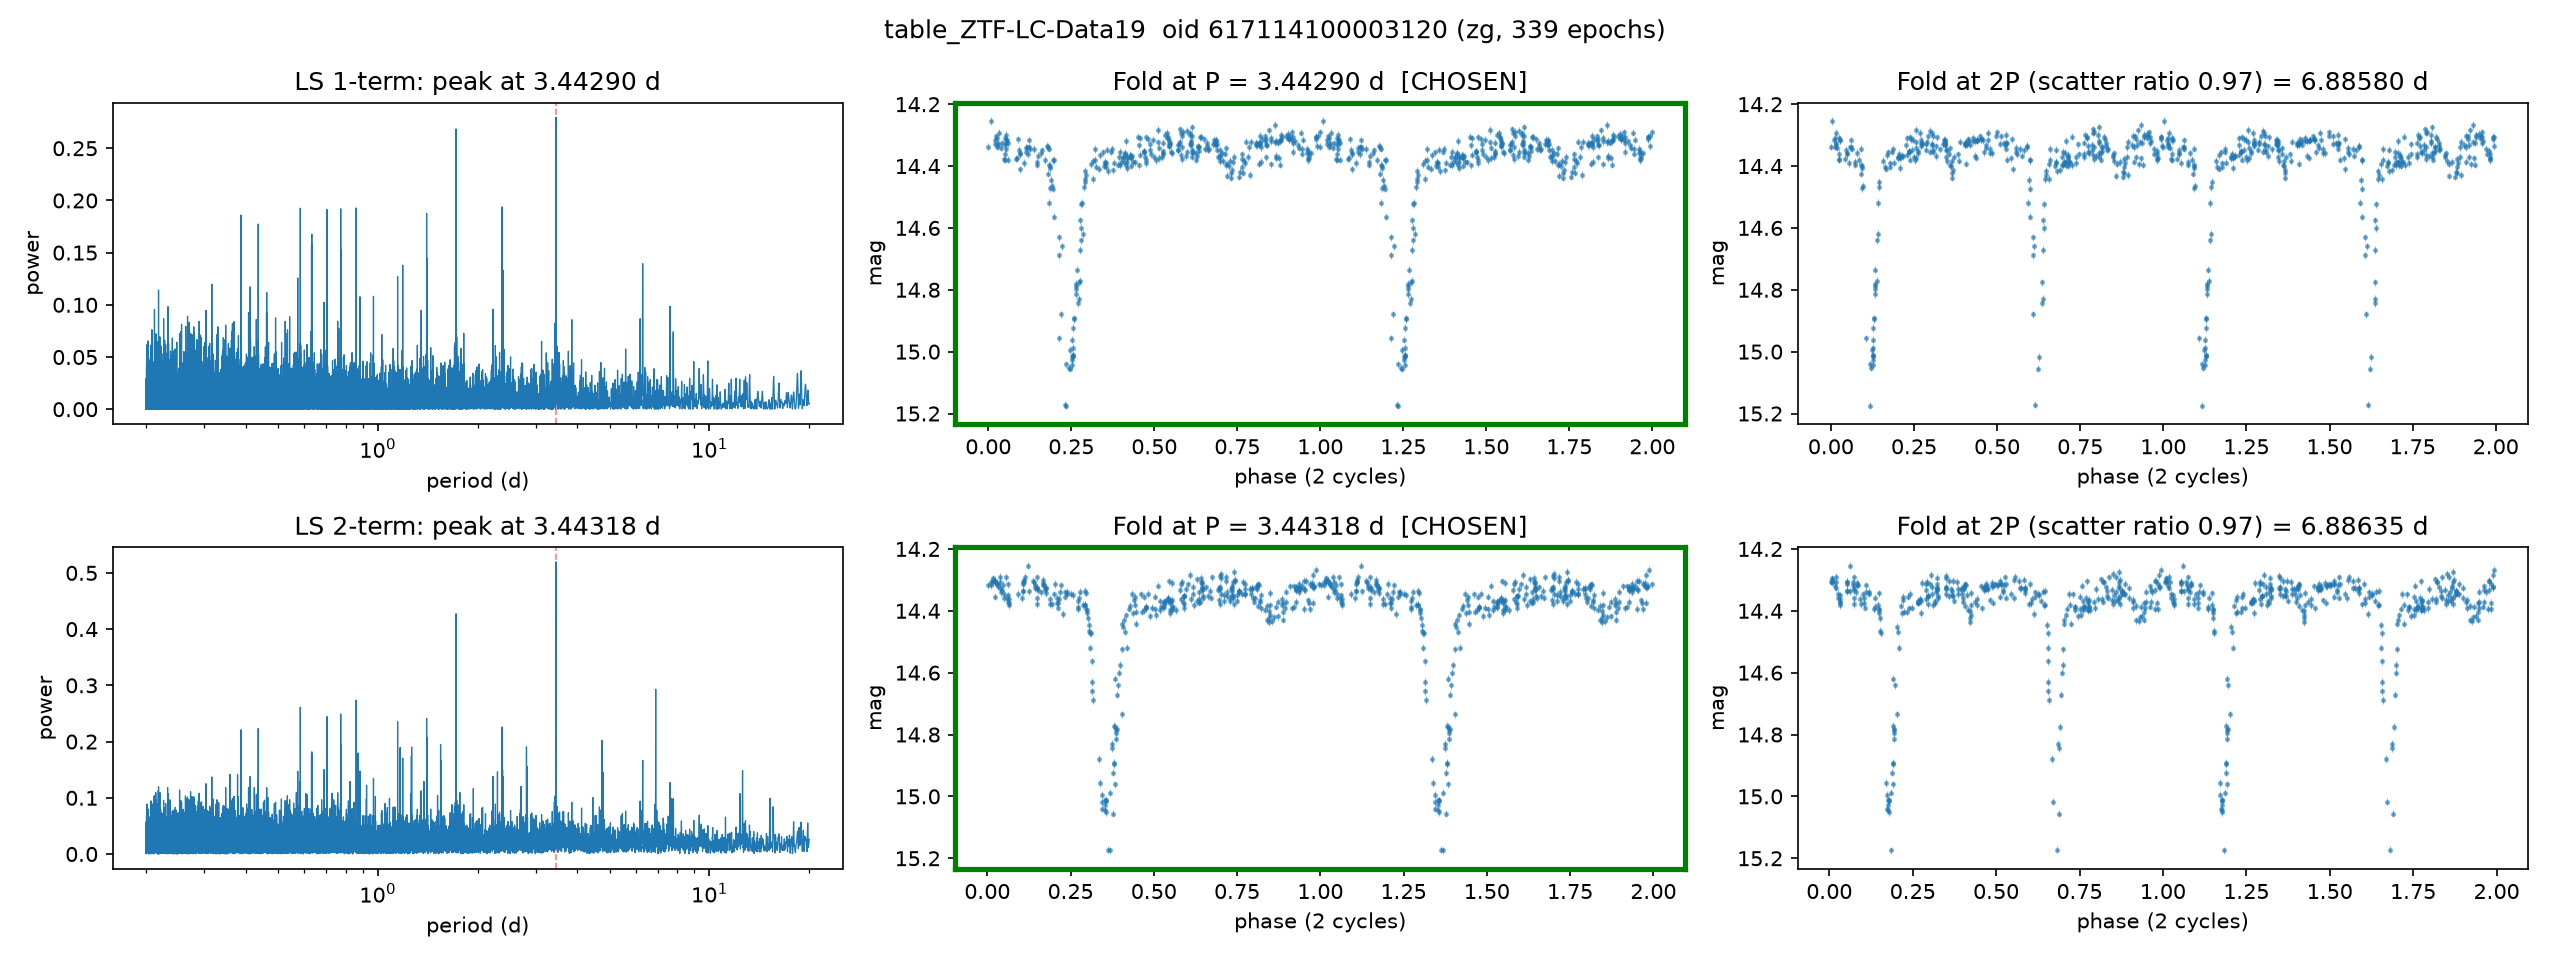 table_ZTF-LC-Data19  oid 617114100003120 (zg, 339 epochs)
LS 1-term: peak at 3.44290 d
0.25
0.20
0.15
0.10
0.05
0.00
power
10⁰
10¹
period (d)
Fold at P = 3.44290 d  [CHOSEN]
14.2
14.4
14.6
14.8
15.0
15.2
mag
0.00 0.25 0.50 0.75 1.00 1.25 1.50 1.75 2.00
phase (2 cycles)
Fold at 2P (scatter ratio 0.97) = 6.88580 d
14.2
14.4
14.6
14.8
15.0
15.2
mag
0.00 0.25 0.50 0.75 1.00 1.25 1.50 1.75 2.00
phase (2 cycles)
LS 2-term: peak at 3.44318 d
0.5
0.4
0.3
0.2
0.1
0.0
power
10⁰
10¹
period (d)
Fold at P = 3.44318 d  [CHOSEN]
14.2
14.4
14.6
14.8
15.0
15.2
mag
0.00 0.25 0.50 0.75 1.00 1.25 1.50 1.75 2.00
phase (2 cycles)
Fold at 2P (scatter ratio 0.97) = 6.88635 d
14.2
14.4
14.6
14.8
15.0
15.2
mag
0.00 0.25 0.50 0.75 1.00 1.25 1.50 1.75 2.00
phase (2 cycles)